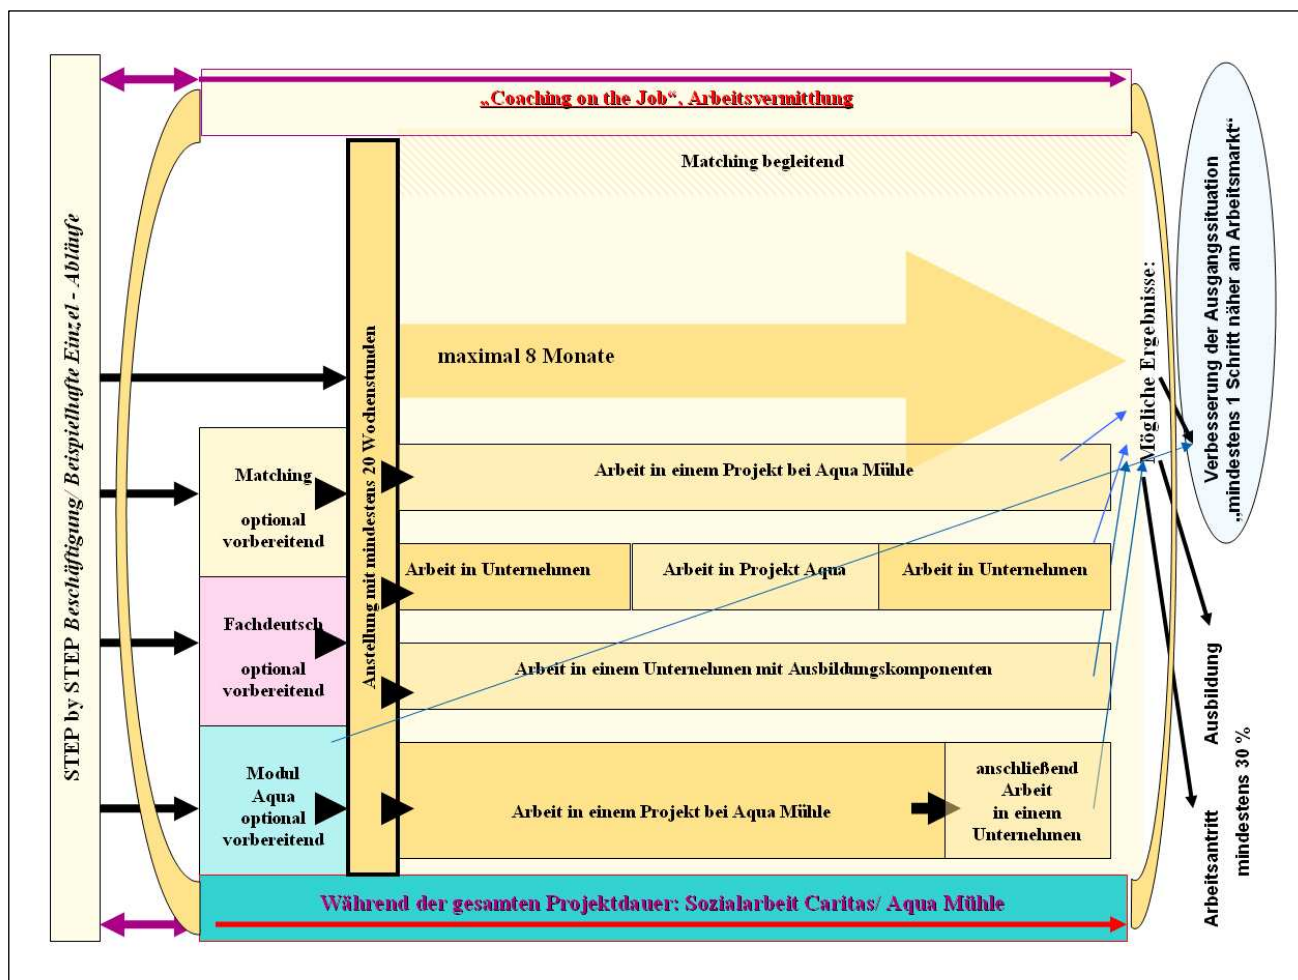 STEP by STEP Beschäftigung/ Beispielhafte Einzel - Abläufe
„Coaching on the Job“, Arbeitsvermittlung
Matching begleitend
maximal 8 Monate
Anstellung mit mindestens 20 Wochenstunden
Matching
optional
vorbereitend
Fachdeutsch
optional
vorbereitend
Modul
Aqua
optional
vorbereitend
Arbeit in einem Projekt bei Aqua Mühle
Arbeit in Unternehmen
Arbeit in Projekt Aqua
Arbeit in Unternehmen
Arbeit in einem Unternehmen mit Ausbildungskomponenten
Arbeit in einem Projekt bei Aqua Mühle
anschließend
Arbeit
in einem
Unternehmen
Während der gesamten Projektdauer: Sozialarbeit Caritas/ Aqua Mühle
Mögliche Ergebnisse:
Verbesserung der Ausgangssituation
„mindestens 1 Schritt näher am Arbeitsmarkt“
Ausbildung
Arbeitsantritt
mindestens 30 %